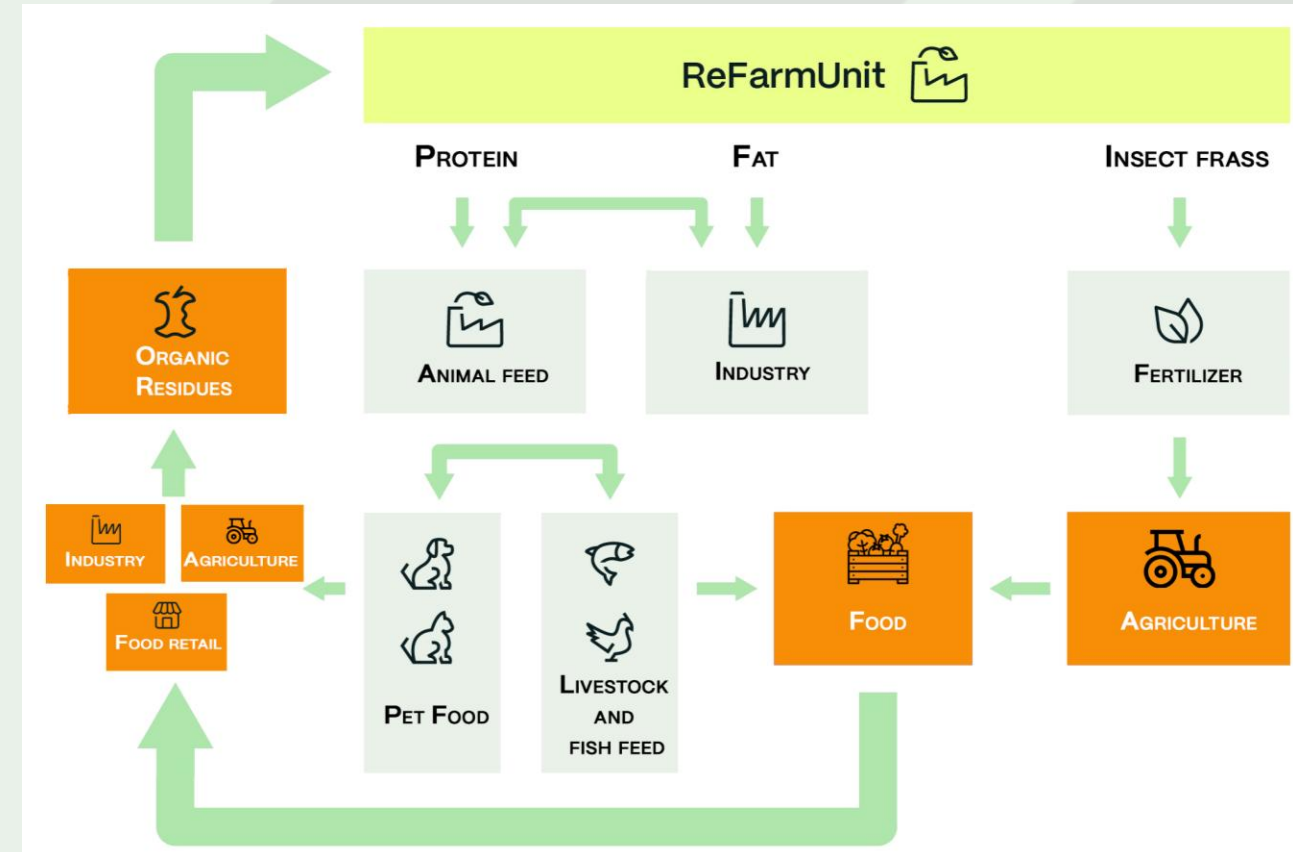 ReFarmUnit
PROTEIN
FAT
INSECT FRASS
ORGANIC
RESIDUES
ANIMAL FEED
INDUSTRY
FERTILIZER
INDUSTRY
AGRICULTURE
FOOD RETAIL
PET FOOD
LIVESTOCK
AND
FISH FEED
FOOD
AGRICULTURE